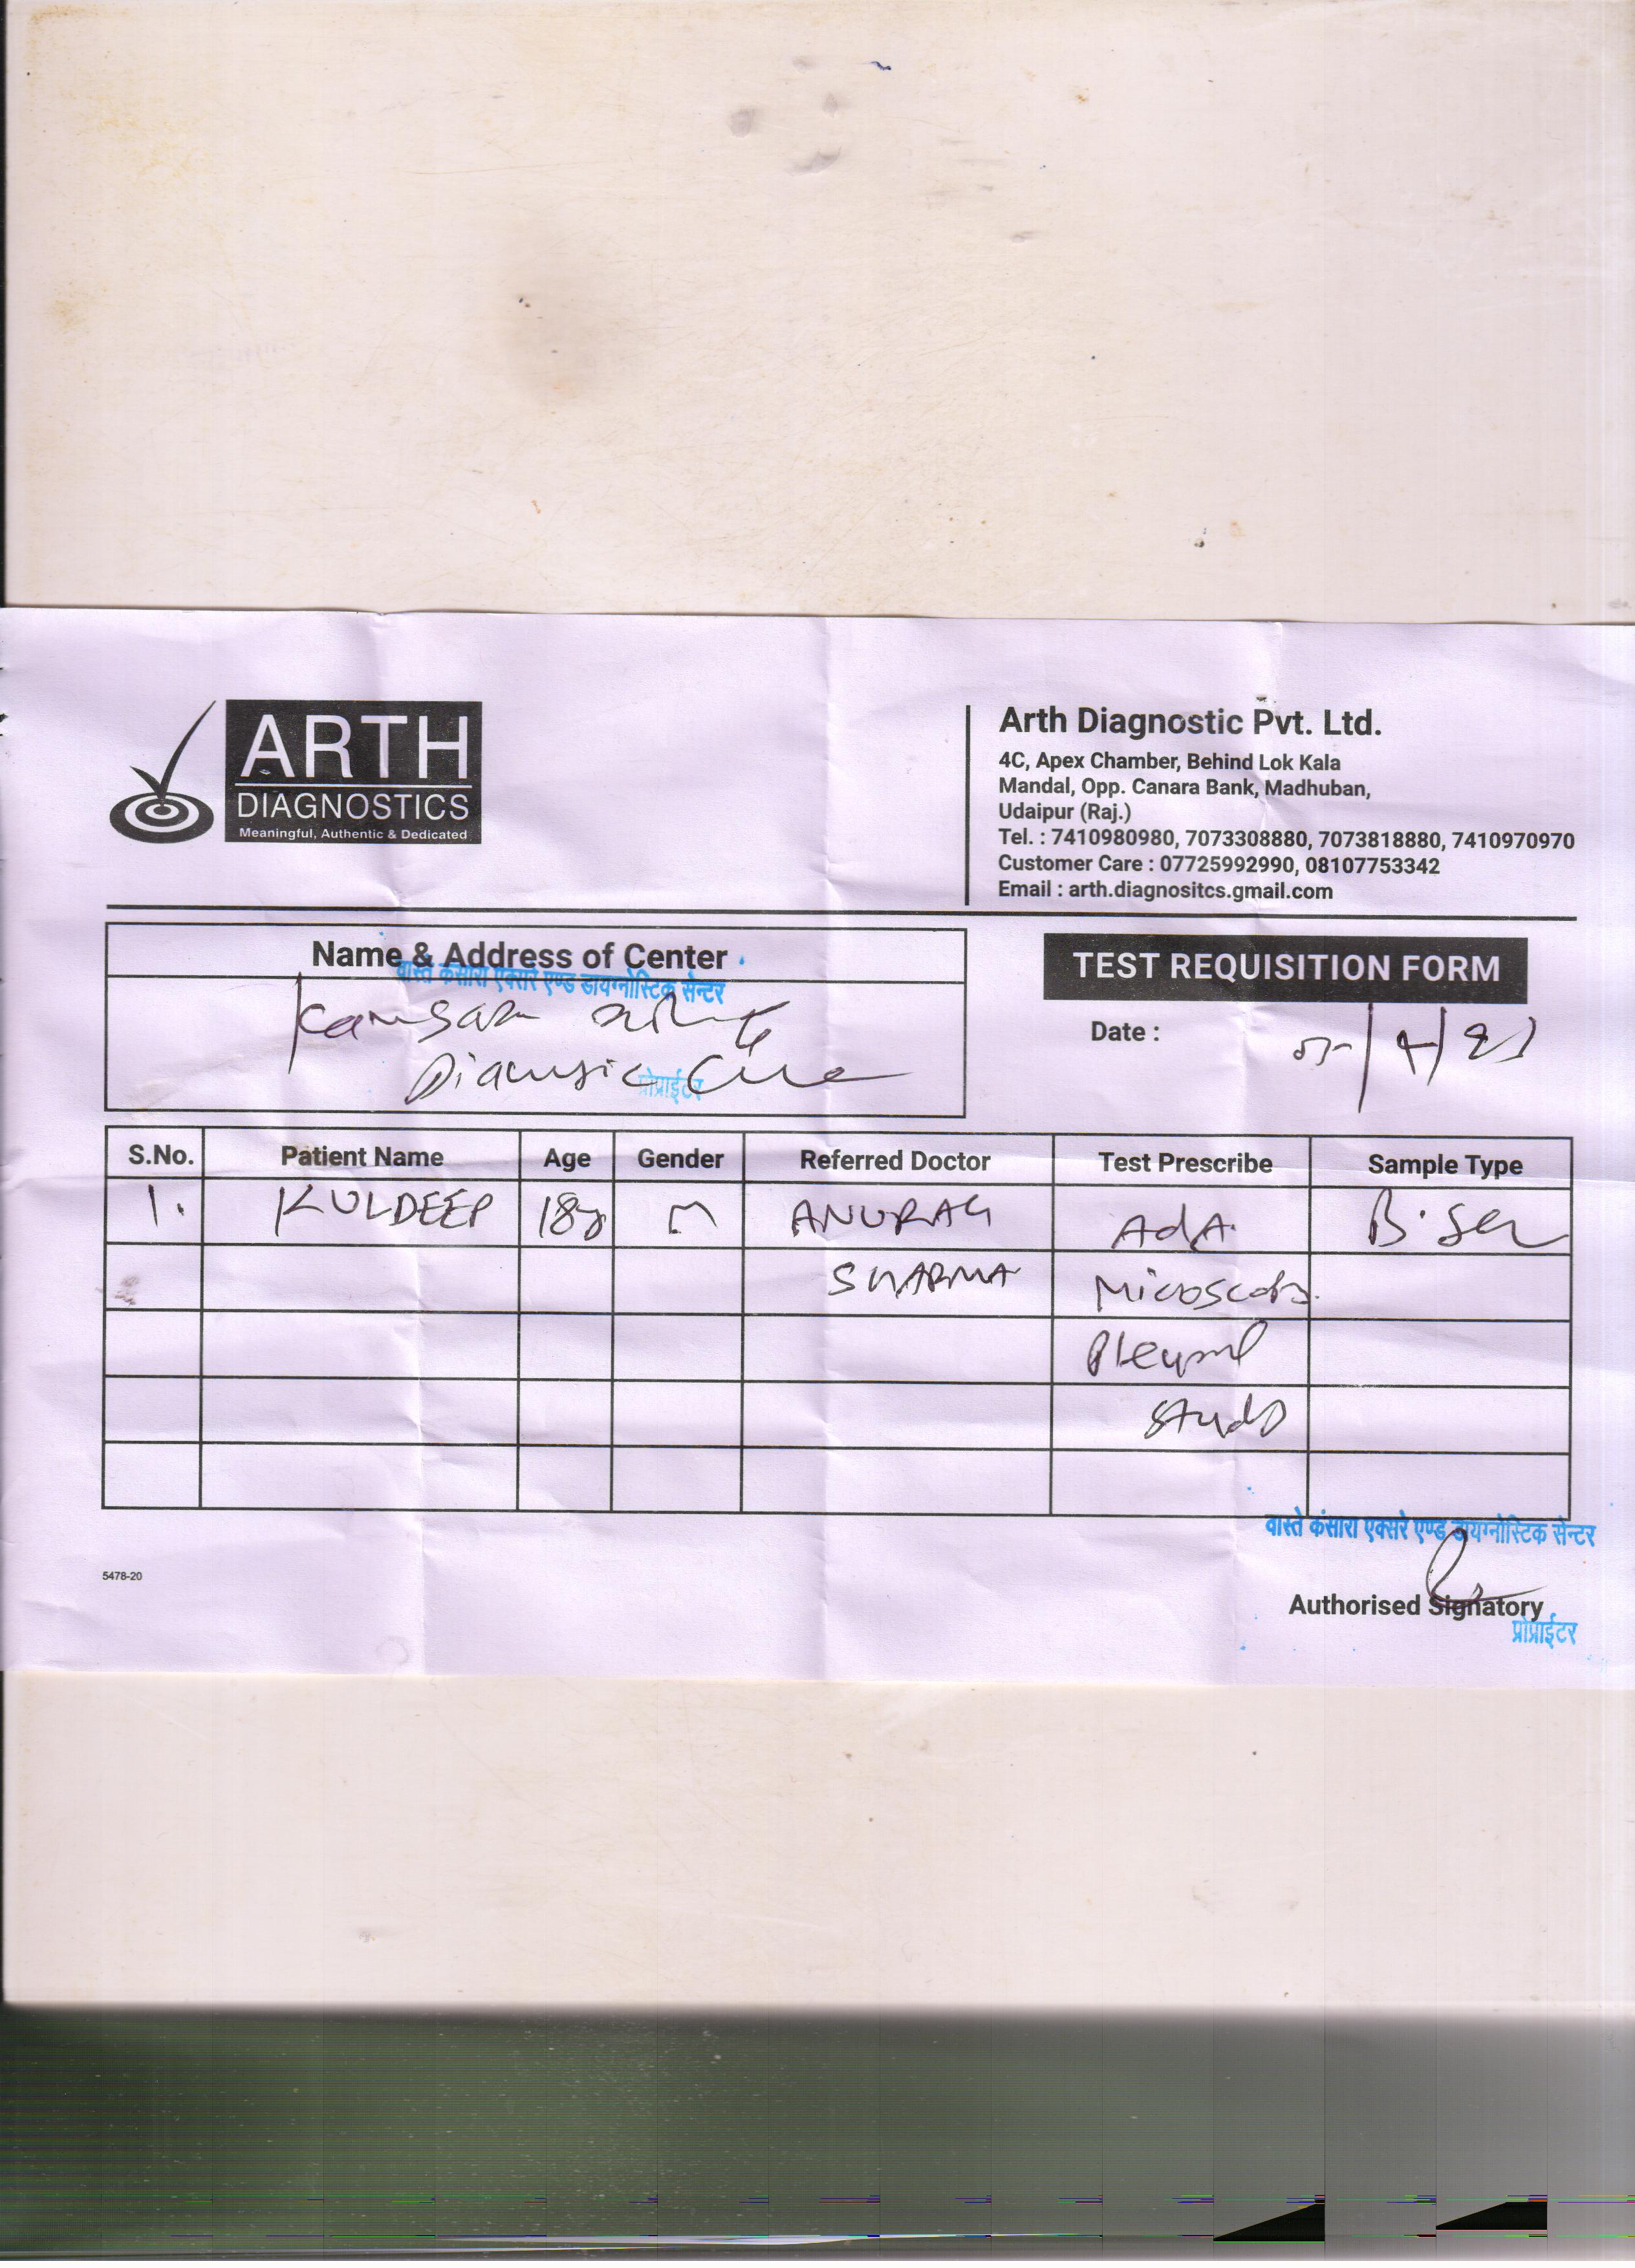 ARTH
DIAGNOSTICS
Meaningful, Authentic & Dedicated
Arth Diagnostic Pvt. Ltd.
4C, Apex Chamber, Behind Lok Kala
Mandal, Opp. Canara Bank, Madhuban,
Udaipur (Raj.)
Tel. : 7410980980, 7073308880, 7073818880, 7410970970
Customer Care : 07725992990, 08107753342
Email : arth.diagnositcs.gmail.com
Name & Address of Center
वास्ते कंसारा एक्सरे एण्ड डायग्नोस्टिक सेन्टर
प्रोप्राईटर
TEST REQUISITION FORM
Date :
S.No. Patient Name Age Gender Referred Doctor Test Prescribe Sample Type
1. KULDEEP 18y M ANURAG AdA.
SHARMA
Pleural
study
वास्ते कंसारा एक्सरे एण्ड डायग्नोस्टिक सेन्टर
5478-20
Authorised Signatory
प्रोप्राईटर